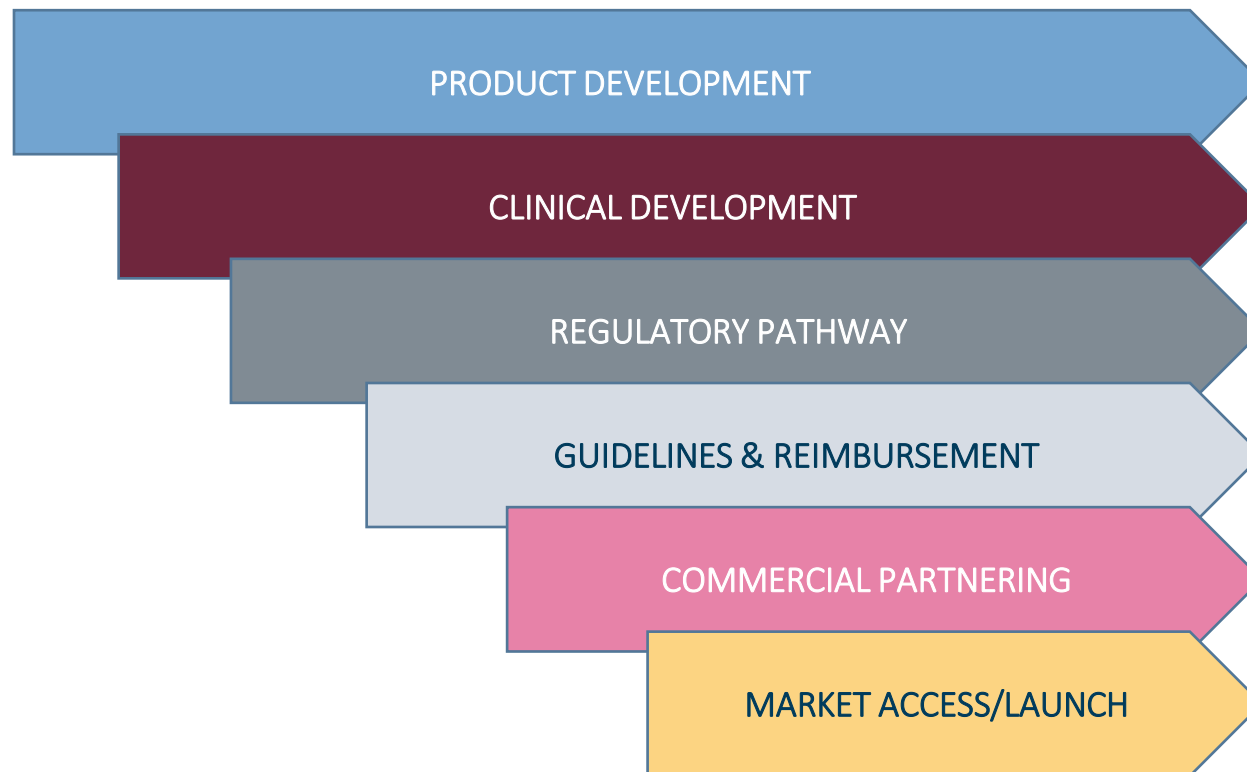 PRODUCT DEVELOPMENT
CLINICAL DEVELOPMENT
REGULATORY PATHWAY
GUIDELINES & REIMBURSEMENT
COMMERCIAL PARTNERING
MARKET ACCESS/LAUNCH